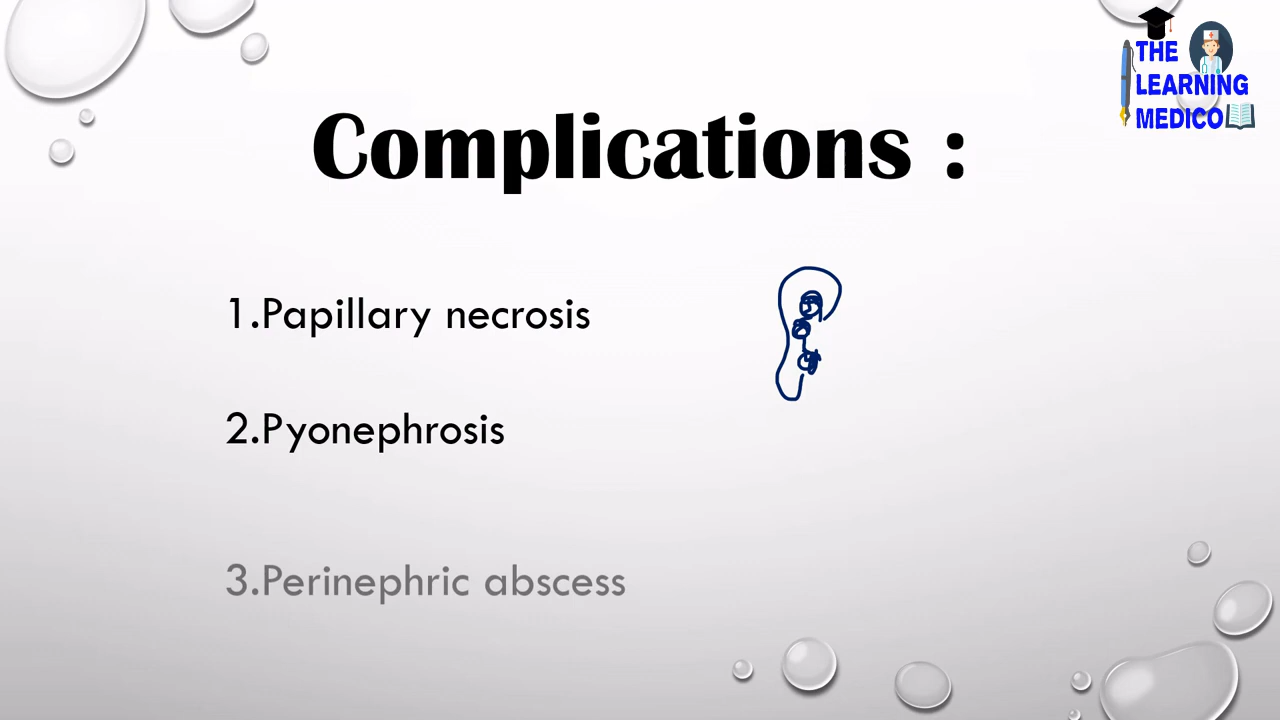 THE
LEARNING
MEDICO
Complications :
1.Papillary necrosis
2.Pyonephrosis
3.Perinephric abscess